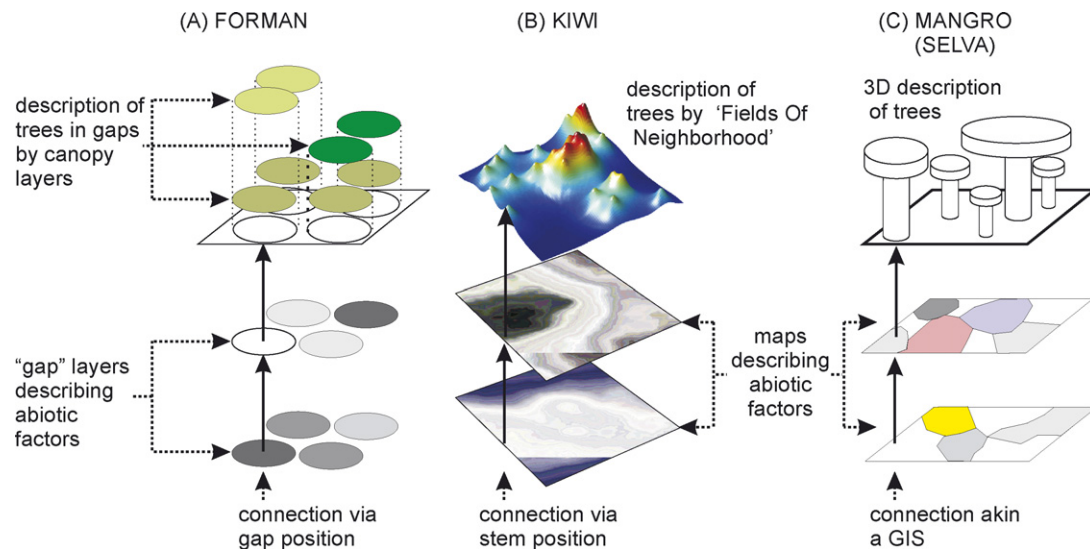 (A) FORMAN
(B) KIWI
(C) MANGRO
(SELVA)
description of
trees in gaps
by canopy
layers
description of
trees by 'Fields Of
Neighborhood'
3D description
of trees
"gap" layers
describing
abiotic
factors
maps
describing
abiotic
factors
connection via
gap position
connection via
stem position
connection akin
a GIS